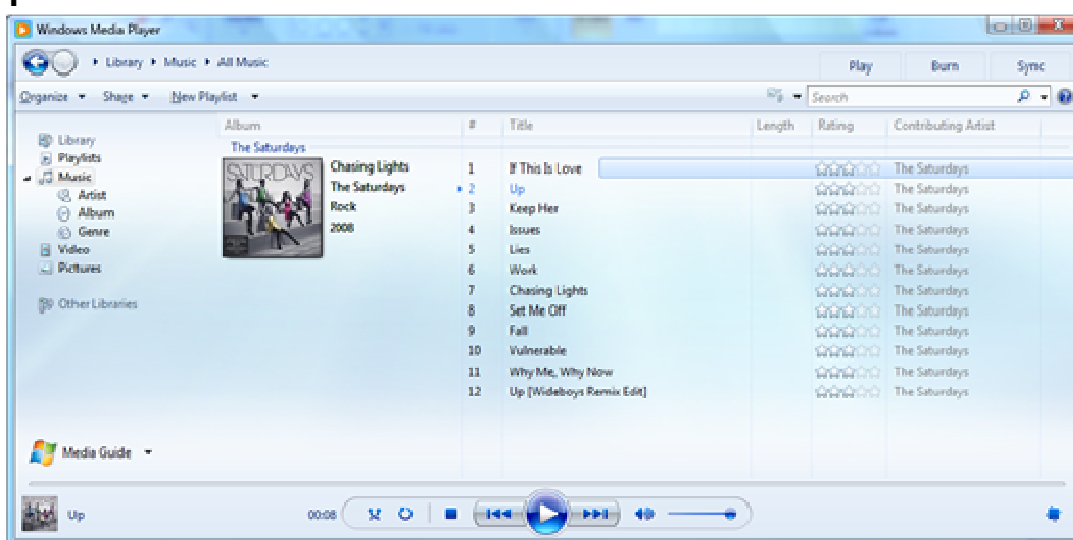 Windows Media Player
Library Music All Music
Play Burn Sync
Organize Share New Playlist Search
Album # Title Length Rating Contributing Artist
Library
Playlists
Music
Artist
Album
Genre
Video
Pictures
Other Libraries
The Saturdays
SATURDAYS
Chasing Lights
The Saturdays
Rock
2008
1 If This Is Love The Saturdays
2 Up The Saturdays
3 Keep Her The Saturdays
4 Issues The Saturdays
5 Lies The Saturdays
6 Work The Saturdays
7 Chasing Lights The Saturdays
8 Set Me Off The Saturdays
9 Fall The Saturdays
10 Vulnerable The Saturdays
11 Why Me, Why Now The Saturdays
12 Up [Wideboys Remix Edit] The Saturdays
Media Guide
Up 00:08